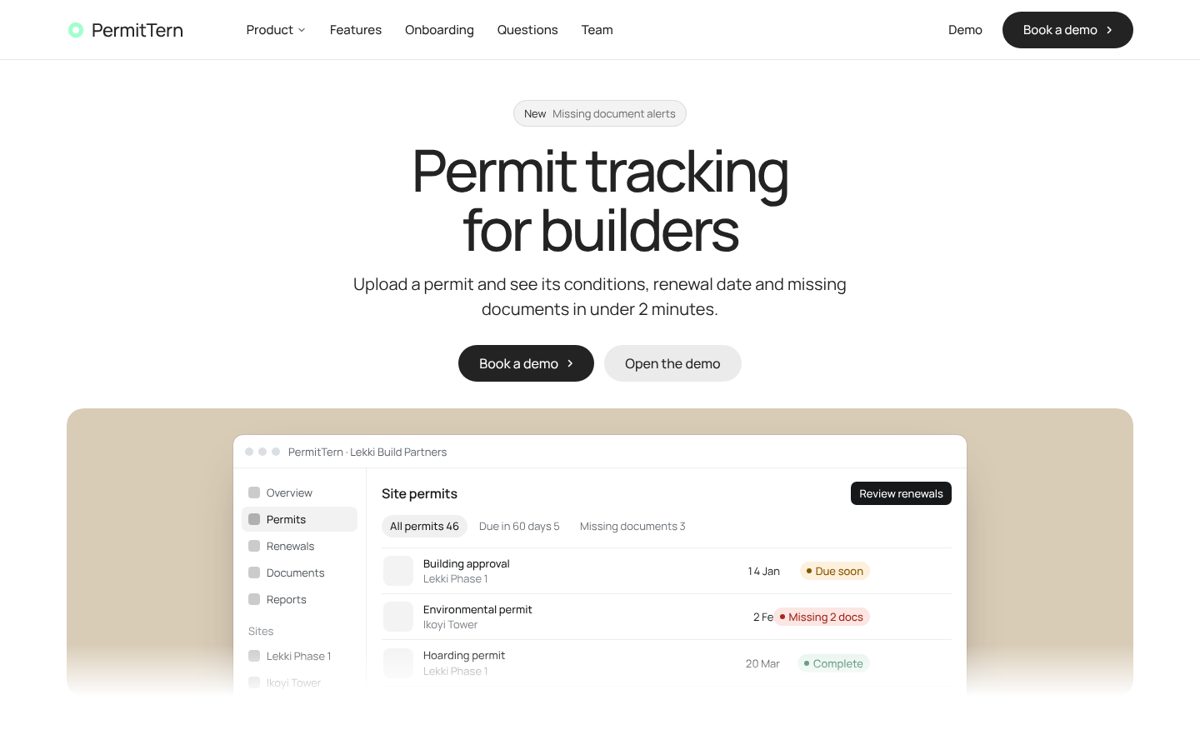 PermitTern
Product
Features
Onboarding
Questions
Team
Demo
Book a demo
New Missing document alerts
Permit tracking
for builders
Upload a permit and see its conditions, renewal date and missing
documents in under 2 minutes.
Book a demo
Open the demo
PermitTern · Lekki Build Partners
Overview
Permits
Renewals
Documents
Reports
Sites
Lekki Phase 1
Ikoyi Tower
Site permits
Review renewals
All permits 46
Due in 60 days 5
Missing documents 3
Building approval
Lekki Phase 1
14 Jan
Due soon
Environmental permit
Ikoyi Tower
2 Fe
Missing 2 docs
Hoarding permit
Lekki Phase 1
20 Mar
Complete